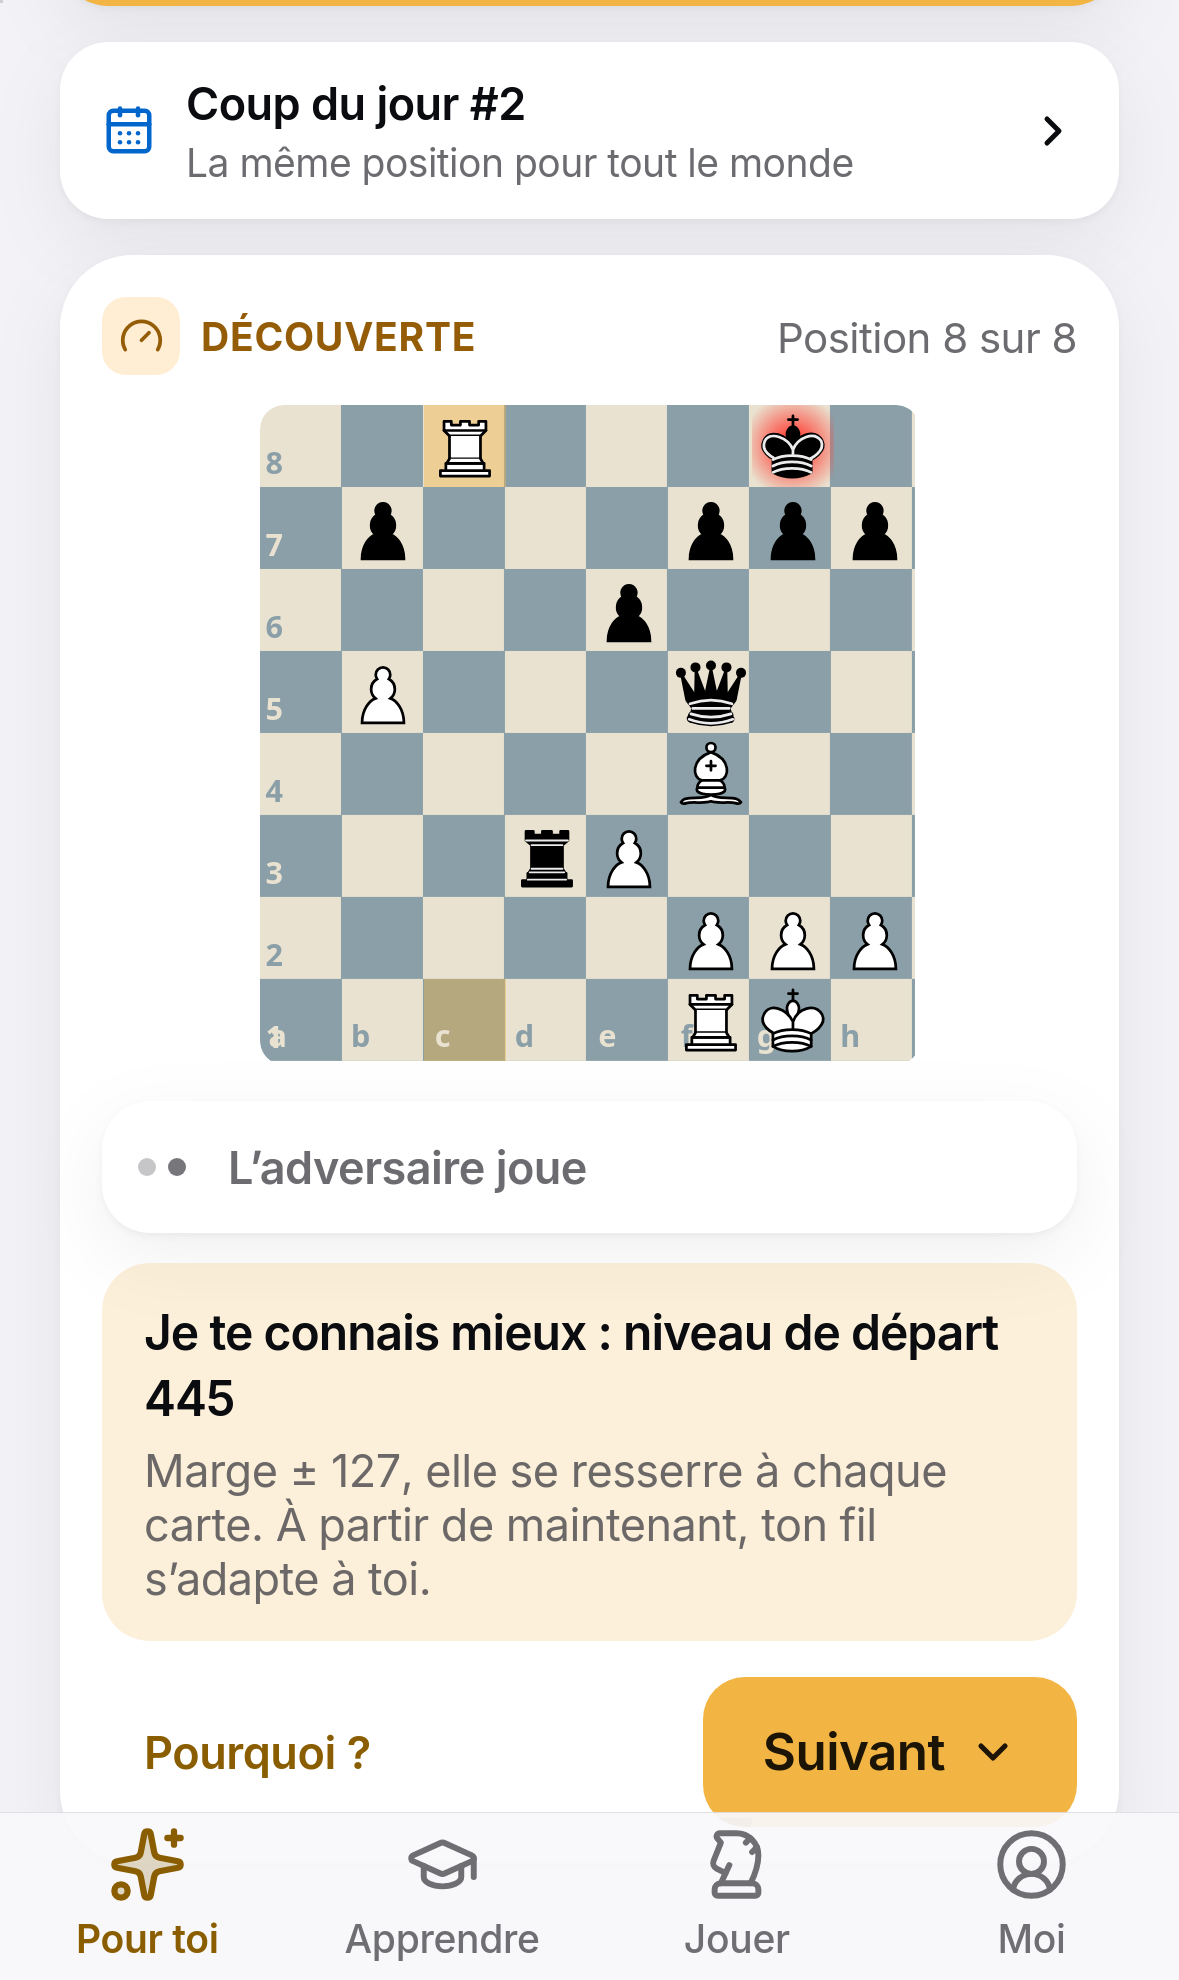 Coup du jour #2
La même position pour tout le monde
DÉCOUVERTE
Position 8 sur 8
8
7
6
5
4
3
2
1
a b c d e f g h
L’adversaire joue
Je te connais mieux : niveau de départ
445
Marge ± 127, elle se resserre à chaque
carte. À partir de maintenant, ton fil
s’adapte à toi.
Pourquoi ?
Suivant
Pour toi
Apprendre
Jouer
Moi